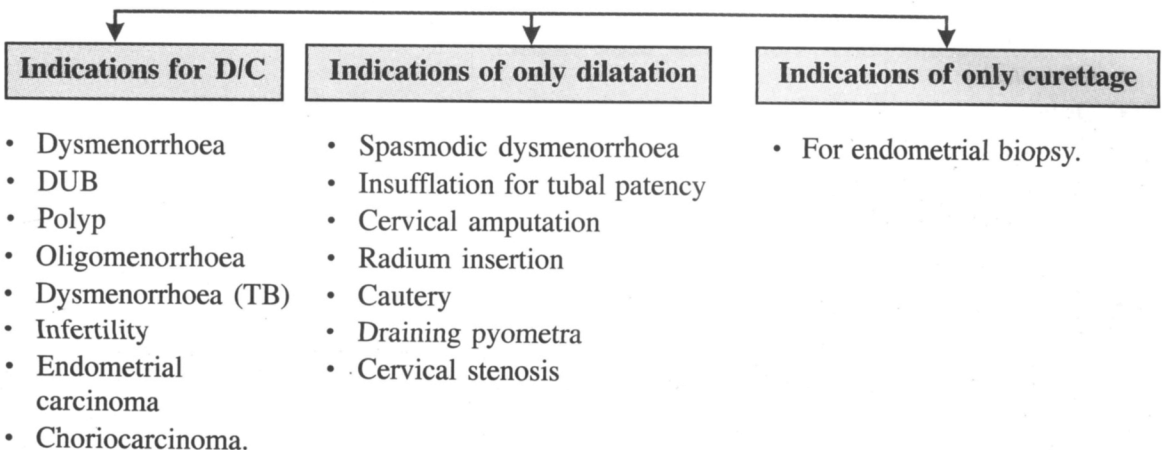 Indications for D/C
• Dysmenorrhoea
• DUB
• Polyp
• Oligomenorrhoea
• Dysmenorrhoea (TB)
• Infertility
• Endometrial
carcinoma
• Choriocarcinoma.
Indications of only dilatation
• Spasmodic dysmenorrhoea
• Insufflation for tubal patency
• Cervical amputation
• Radium insertion
• Cautery
• Draining pyometra
• Cervical stenosis
Indications of only curettage
• For endometrial biopsy.